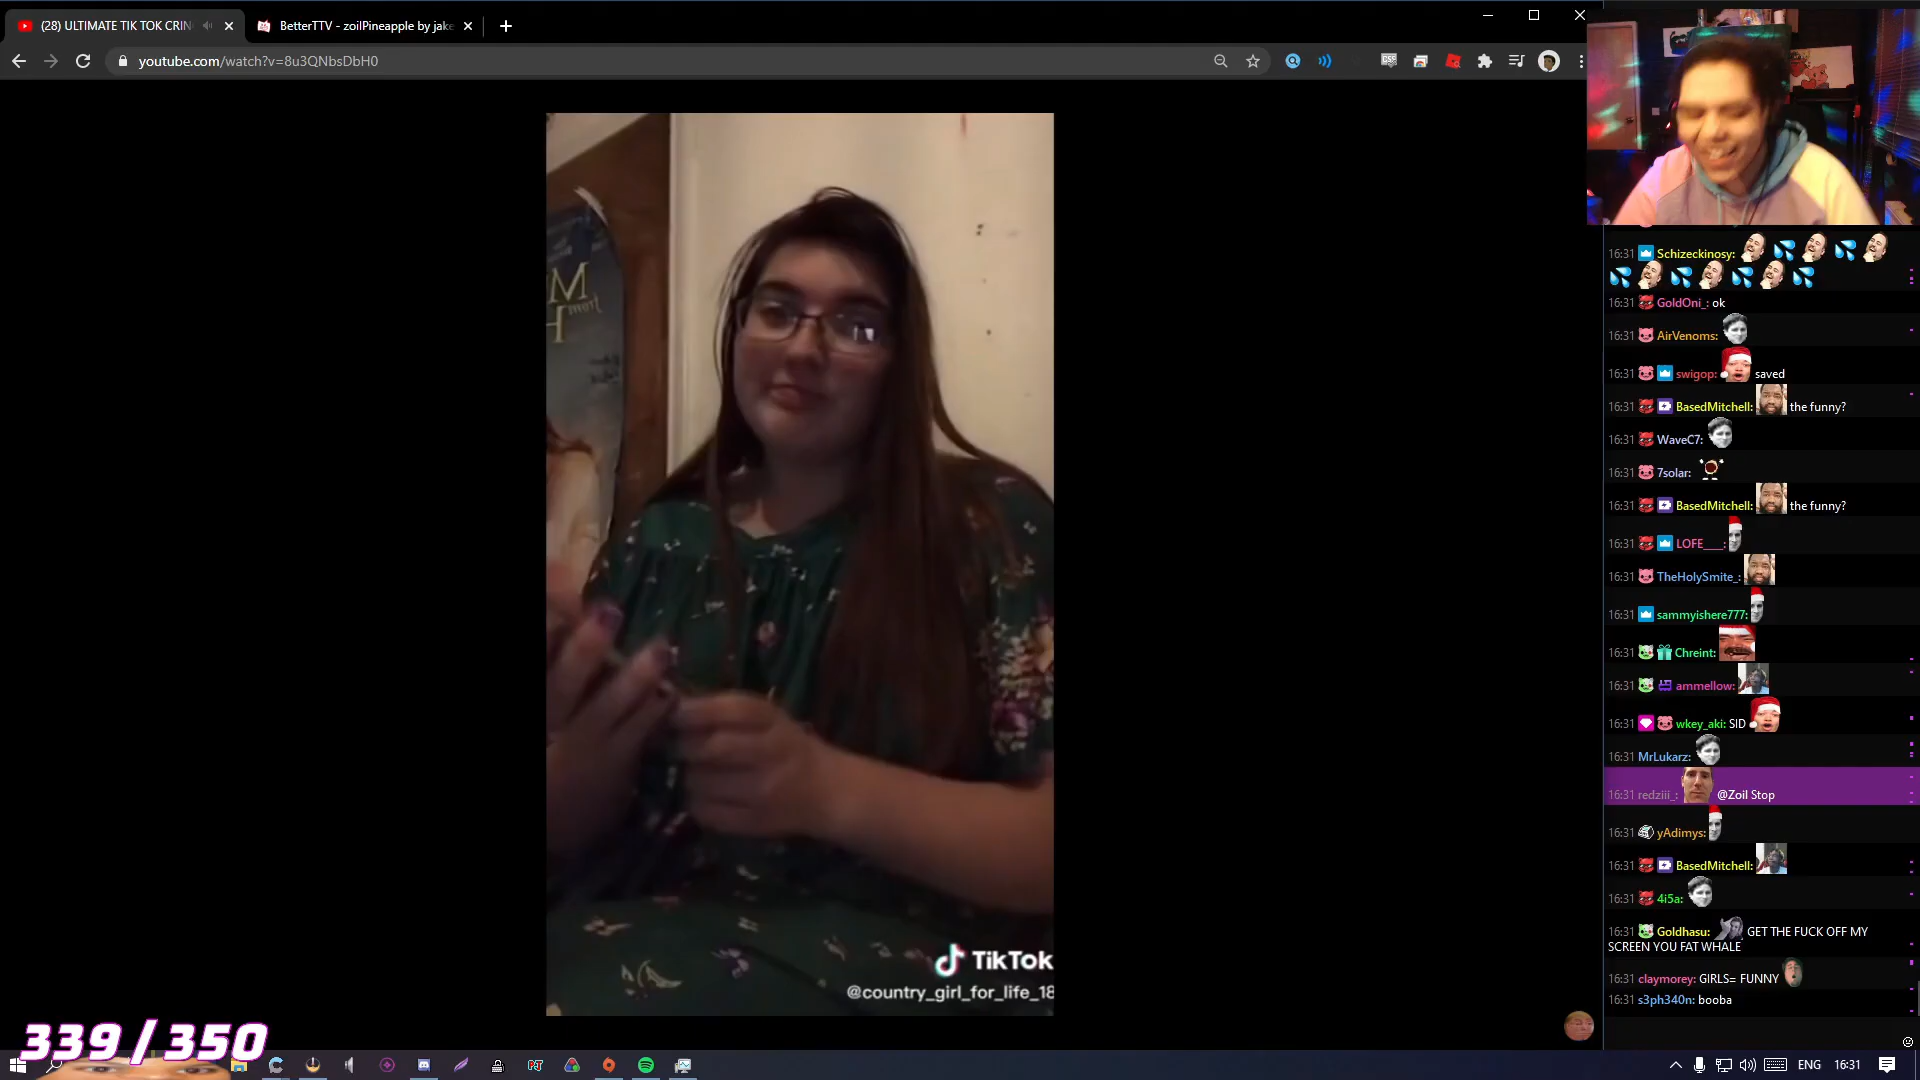 (28) ULTIMATE TIK TOK CRIN
BetterTTV - zoilPineapple by jake
youtube.com/watch?v=8u3QNbsDbH0
16:31 Schizeckinosy:
16:31 GoldOni_: ok
16:31 AirVenoms:
16:31 swigop: saved
16:31 BasedMitchell: the funny?
16:31 WaveC7:
16:31 7solar:
16:31 BasedMitchell: the funny?
16:31 LOFE____:
16:31 TheHolySmite_:
16:31 sammyishere777:
16:31 Chreint:
16:31 ammellow:
16:31 wkey_aki: SID
16:31 MrLukarz:
16:31 redziii_: @Zoil Stop
16:31 yAdimys:
16:31 BasedMitchell:
16:31 4i5a:
16:31 Goldhasu: GET THE FUCK OFF MY
SCREEN YOU FAT WHALE
16:31 claymorey: GIRLS= FUNNY
16:31 s3ph340n: booba
TikTok
@country_girl_for_life_18
339/350
ENG 16:31